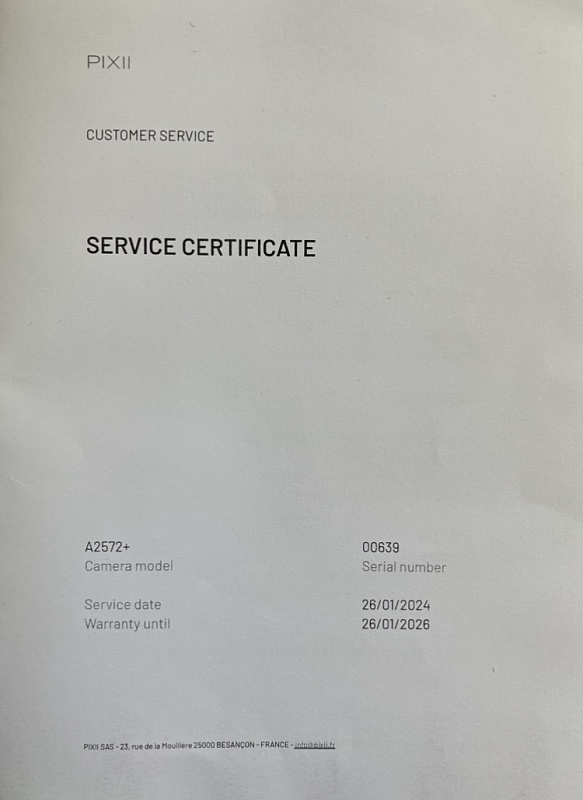 PIXII
CUSTOMER SERVICE
SERVICE CERTIFICATE
A2572+ 00639
Camera model Serial number
Service date 26/01/2024
Warranty until 26/01/2026
PIXII SAS - 23, rue de la Mouillere 25000 BESANÇON - FRANCE - info@pixii.fr